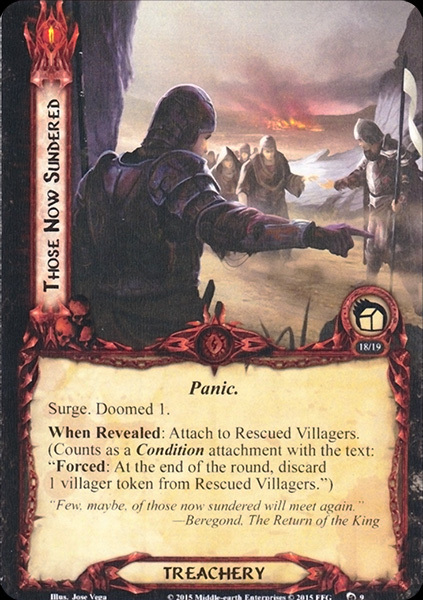 Those Now Sundered
18/19
Panic.
Surge. Doomed 1.
When Revealed: Attach to Rescued Villagers.
(Counts as a Condition attachment with the text:
“Forced: At the end of the round, discard
1 villager token from Rescued Villagers.”)
“Few, maybe, of those now sundered will meet again.”
—Beregond, The Return of the King
TREACHERY
Illus. Jose Vega
© 2015 Middle-earth Enterprises © 2015 FFG
9